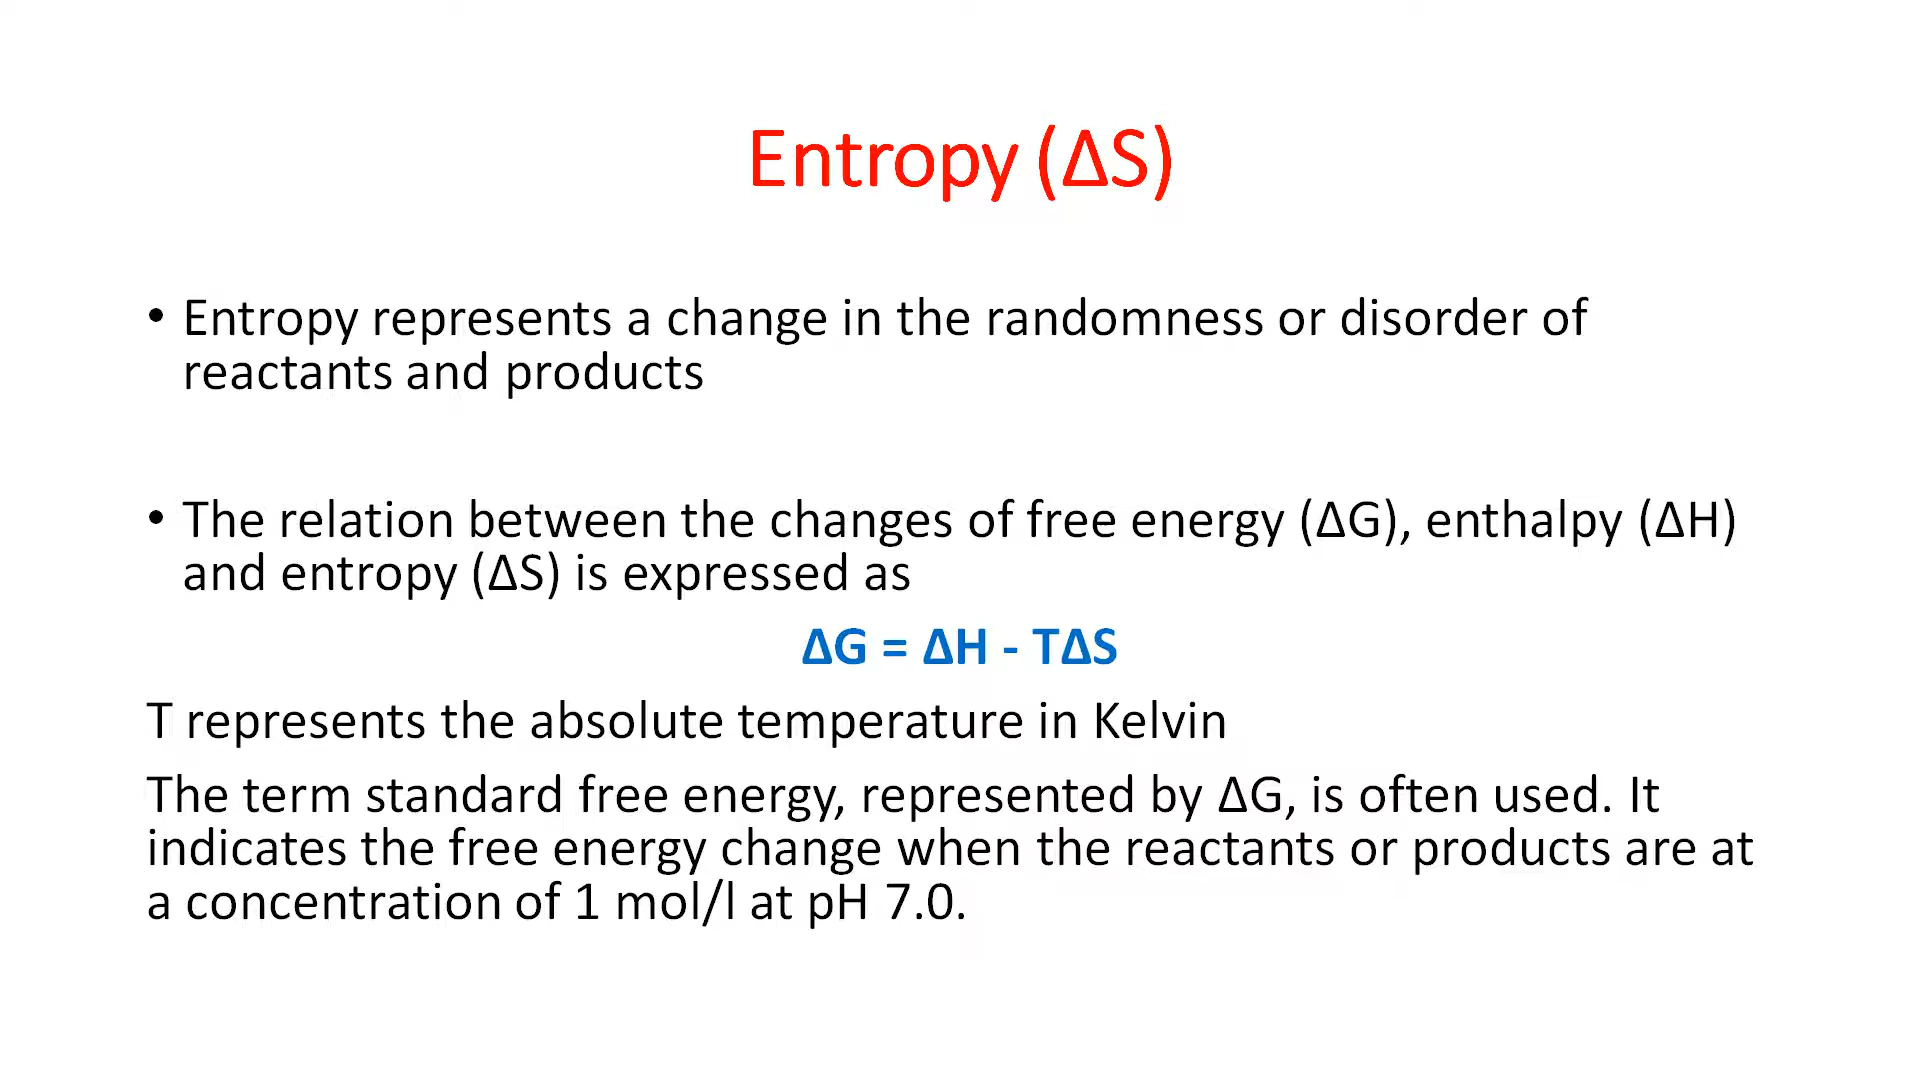 Entropy (ΔS)
• Entropy represents a change in the randomness or disorder of
reactants and products
• The relation between the changes of free energy (ΔG), enthalpy (ΔH)
and entropy (ΔS) is expressed as
ΔG = ΔH - TΔS
T represents the absolute temperature in Kelvin
The term standard free energy, represented by ΔG, is often used. It
indicates the free energy change when the reactants or products are at
a concentration of 1 mol/l at pH 7.0.